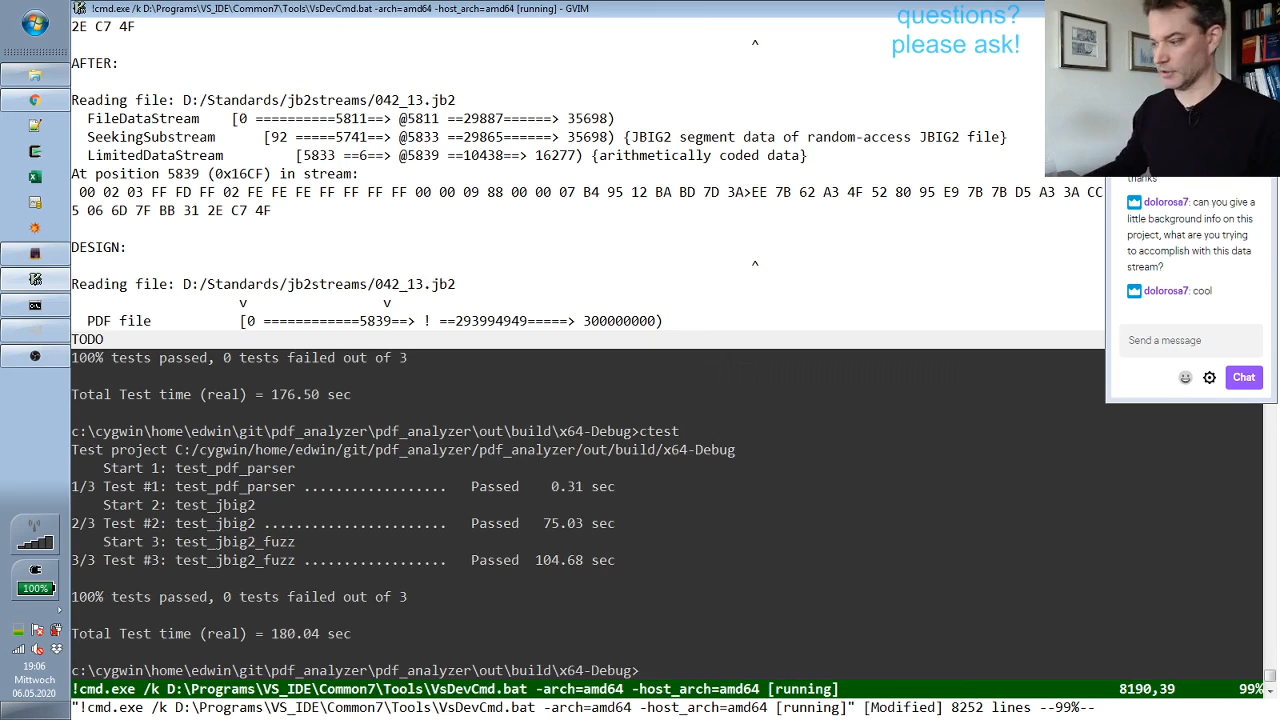 !cmd.exe /k D:\Programs\VS_IDE\Common7\Tools\VsDevCmd.bat -arch=amd64 -host_arch=amd64 [running] - GVIM
2E C7 4F
^
AFTER:
Reading file: D:/Standards/jb2streams/042_13.jb2
FileDataStream    [0 ==========5811==> @5811 ==29887======> 35698)
SeekingSubstream      [92 =====5741==> @5833 ==29865======> 35698) {JBIG2 segment data of random-access JBIG2 file}
LimitedDataStream         [5833 ==6=> @5839 ==10438==> 16277) {arithmetically coded data}
At position 5839 (0x16CF) in stream:
00 02 03 FF FD FF 02 FE FE FE FF FF FF FF 00 00 09 88 00 00 07 B4 95 12 BA BD 7D 3A>EE 7B 62 A3 4F 52 80 95 E9 7B 7B D5 A3 3A CC
5 06 6D 7F BB 31 2E C7 4F
DESIGN:
^
Reading file: D:/Standards/jb2streams/042_13.jb2
v                 v
PDF file           [0 ============5839==> ! ==293994949=====> 300000000)
TODO
100% tests passed, 0 tests failed out of 3
Total Test time (real) = 176.50 sec
c:\cygwin\home\edwin\git\pdf_analyzer\pdf_analyzer\out\build\x64-Debug>ctest
Test project C:/cygwin/home/edwin/git/pdf_analyzer/pdf_analyzer/out/build/x64-Debug
Start 1: test_pdf_parser
1/3 Test #1: test_pdf_parser ..................   Passed    0.31 sec
Start 2: test_jbig2
2/3 Test #2: test_jbig2 .......................   Passed   75.03 sec
Start 3: test_jbig2_fuzz
3/3 Test #3: test_jbig2_fuzz ..................   Passed  104.68 sec
100% tests passed, 0 tests failed out of 3
Total Test time (real) = 180.04 sec
c:\cygwin\home\edwin\git\pdf_analyzer\pdf_analyzer\out\build\x64-Debug>
!cmd.exe /k D:\Programs\VS_IDE\Common7\Tools\VsDevCmd.bat -arch=amd64 -host_arch=amd64 [running] 8190,39 99%
"!cmd.exe /k D:\Programs\VS_IDE\Common7\Tools\VsDevCmd.bat -arch=amd64 -host_arch=amd64 [running]" [Modified] 8252 lines --99%--
questions?
please ask!
thanks
dolorosa7: can you give a
little background info on this
project, what are you trying
to accomplish with this data
stream?
dolorosa7: cool
Send a message
Chat
100%
19:06
Mittwoch
06.05.2020